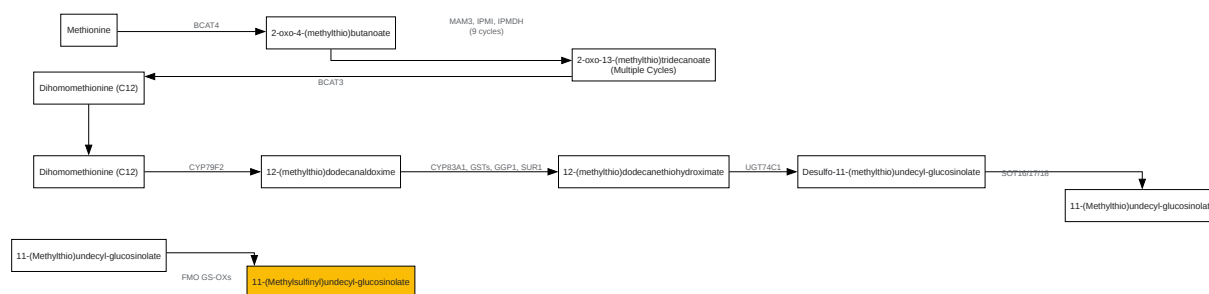 Methionine
BCAT4
2-oxo-4-(methylthio)butanoate
MAM3, IPMI, IPMDH
(9 cycles)
2-oxo-13-(methylthio)tridecanoate
(Multiple Cycles)
BCAT3
Dihomomethionine (C12)
Dihomomethionine (C12)
CYP79F2
12-(methylthio)dodecanaldoxime
CYP83A1, GSTs, GGP1, SUR1
12-(methylthio)dodecanethiohydroximate
UGT74C1
Desulfo-11-(methylthio)undecyl-glucosinolate
SOT16/17/18
11-(Methylthio)undecyl-glucosinolat
11-(Methylthio)undecyl-glucosinolate
FMO GS-OXs
11-(Methylsulfinyl)undecyl-glucosinolate